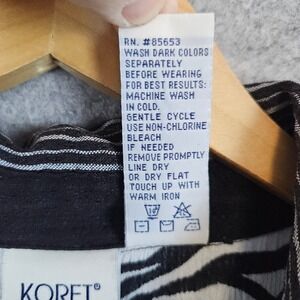 RN. #85653
WASH DARK COLORS
SEPARATELY
BEFORE WEARING
FOR BEST RESULTS:
MACHINE WASH
IN COLD.
GENTLE CYCLE
USE NON-CHLORINE
BLEACH
IF NEEDED
REMOVE PROMPTLY
LINE DRY
OR DRY FLAT
TOUCH UP WITH
WARM IRON
KORET®